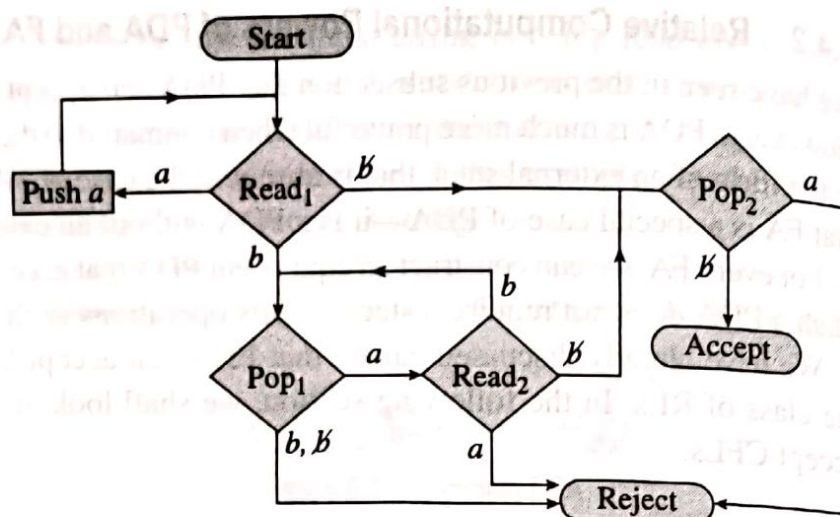 Start
Push a
a
Read₁
ƀ
Pop₂
a
b
b
ƀ
Accept
Pop₁
a
Read₂
ƀ
b, ƀ
a
Reject